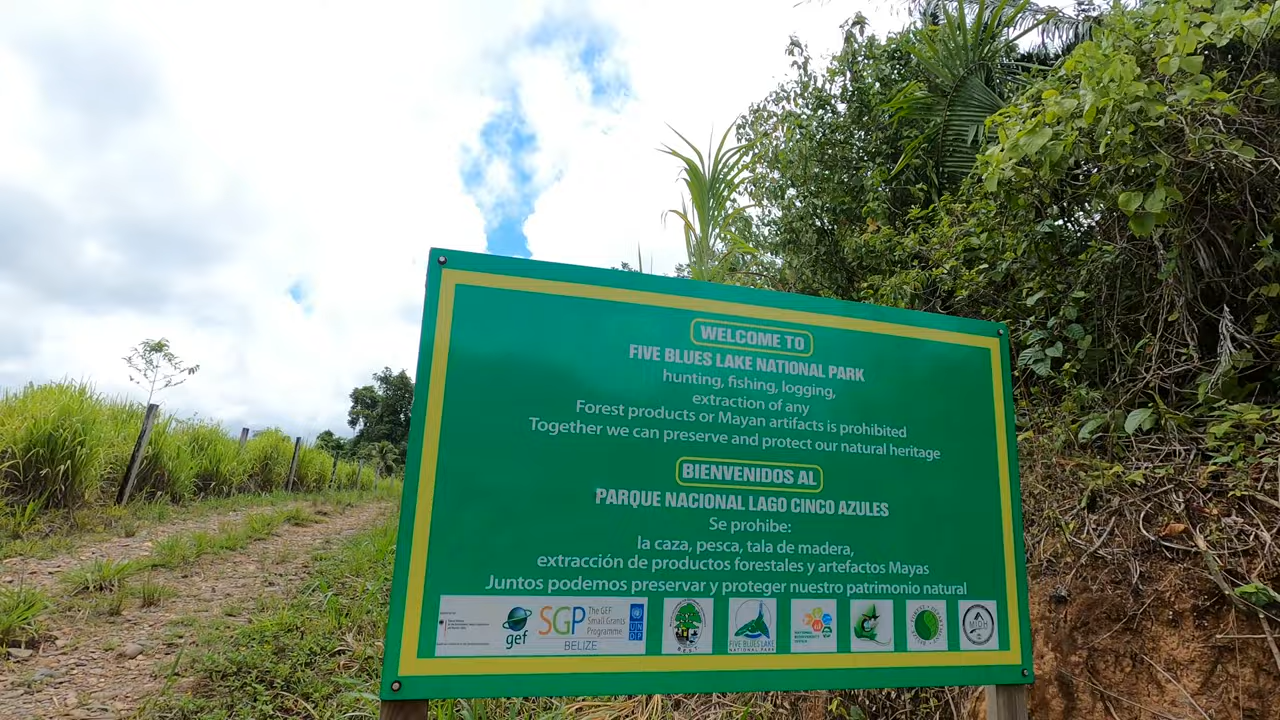 WELCOME TO
FIVE BLUES LAKE NATIONAL PARK
hunting, fishing, logging,
extraction of any
Forest products or Mayan artifacts is prohibited
Together we can preserve and protect our natural heritage
BIENVENIDOS AL
PARQUE NACIONAL LAGO CINCO AZULES
Se prohibe:
la caza, pesca, tala de madera,
extracción de productos forestales y artefactos Mayas
Juntos podemos preservar y proteger nuestro patrimonio natural
gef
SGP
The GEF
Small Grants
Programme
BELIZE
UNDP
FIVE BLUES LAKE
NATIONAL PARK
MIDH